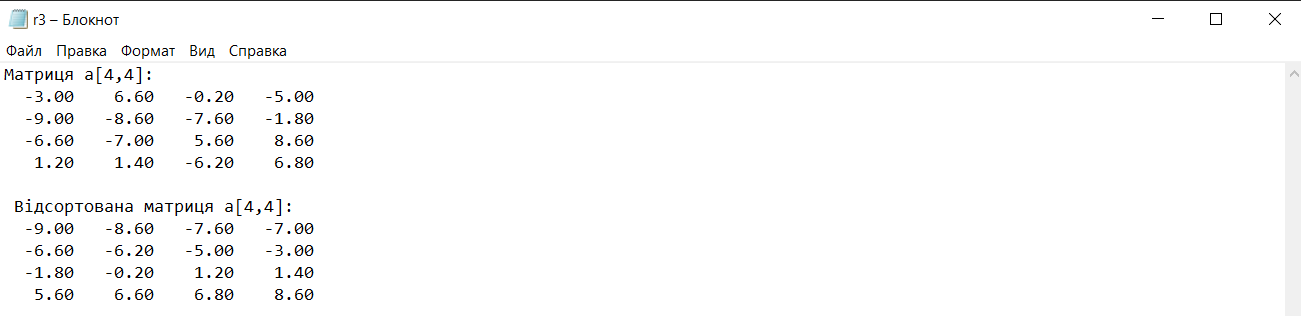 r3 – Блокнот
Файл Правка Формат Вид Справка
Матриця a[4,4]:
-3.00 6.60 -0.20 -5.00
-9.00 -8.60 -7.60 -1.80
-6.60 -7.00 5.60 8.60
1.20 1.40 -6.20 6.80
Відсортована матриця a[4,4]:
-9.00 -8.60 -7.60 -7.00
-6.60 -6.20 -5.00 -3.00
-1.80 -0.20 1.20 1.40
5.60 6.60 6.80 8.60